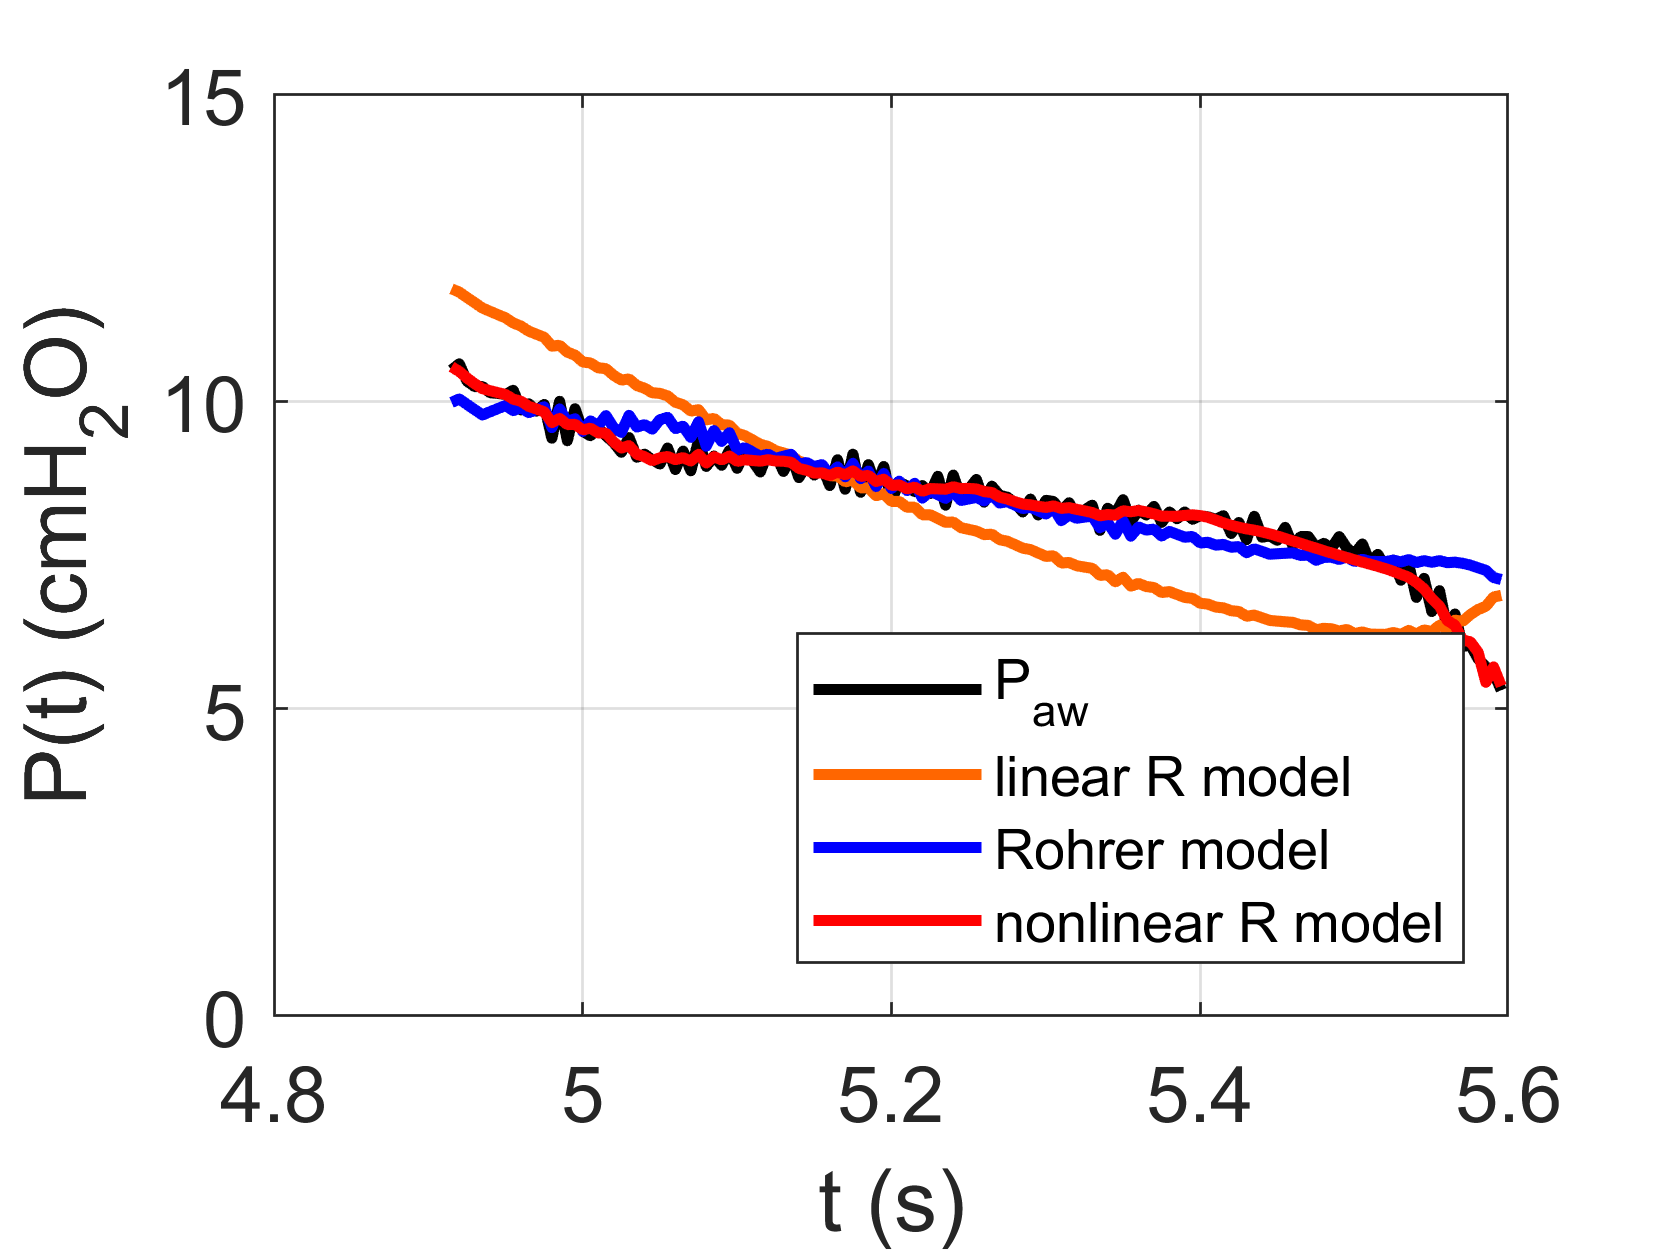 15
10
5
0
P(t) (cmH2O)
4.8 5 5.2 5.4 5.6
t (s)
Paw
linear R model
Rohrer model
nonlinear R model